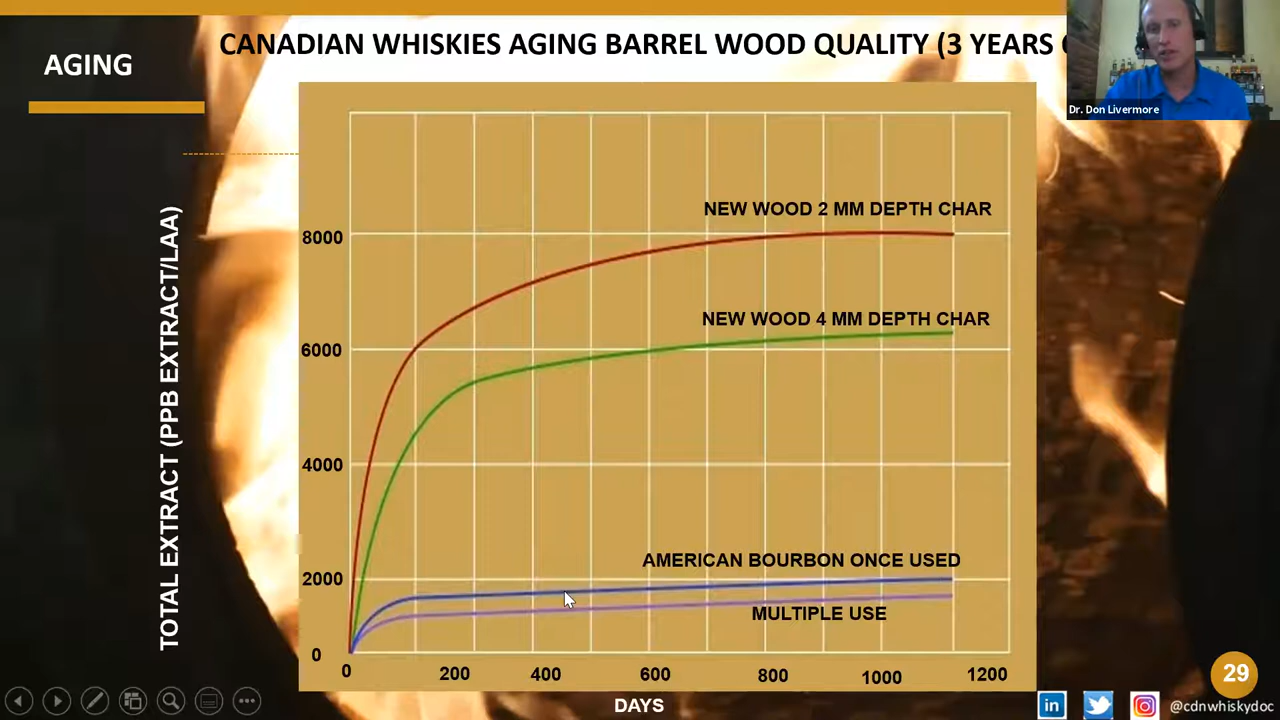 CANADIAN WHISKIES AGING BARREL WOOD QUALITY (3 YEARS
AGING
Dr. Don Livermore
TOTAL EXTRACT (PPB EXTRACT/LAA)
NEW WOOD 2 MM DEPTH CHAR
8000
NEW WOOD 4 MM DEPTH CHAR
6000
4000
AMERICAN BOURBON ONCE USED
2000
MULTIPLE USE
0
0 200 400 600 800 1000 1200
DAYS
29
in
@cdnwhiskydoc